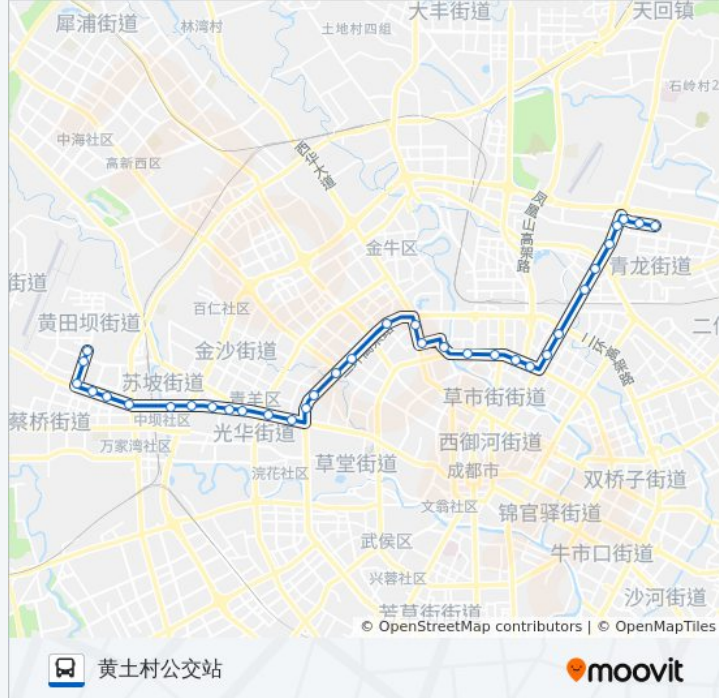 大丰街道
天回镇
犀浦街道
林湾村
土地村四组
石岭村2
中海社区
高新西区
西华大道
凤凰山高架路
金牛区
青龙街道
街道
百仁社区
黄田坝街道
金沙街道
二环高架路
苏坡街道
青羊区
草市街街道
蔡桥街道
中坝社区
光华街道
万家湾社区
西御河街道
草堂街道
浣花社区
成都市
双桥子街道
文翁社区
锦官驿街道
武侯区
牛市口街道
兴蓉社区
沙河街道
芳草街街道
© OpenStreetMap contributors | © OpenMapTiles
黄土村公交站
moovit